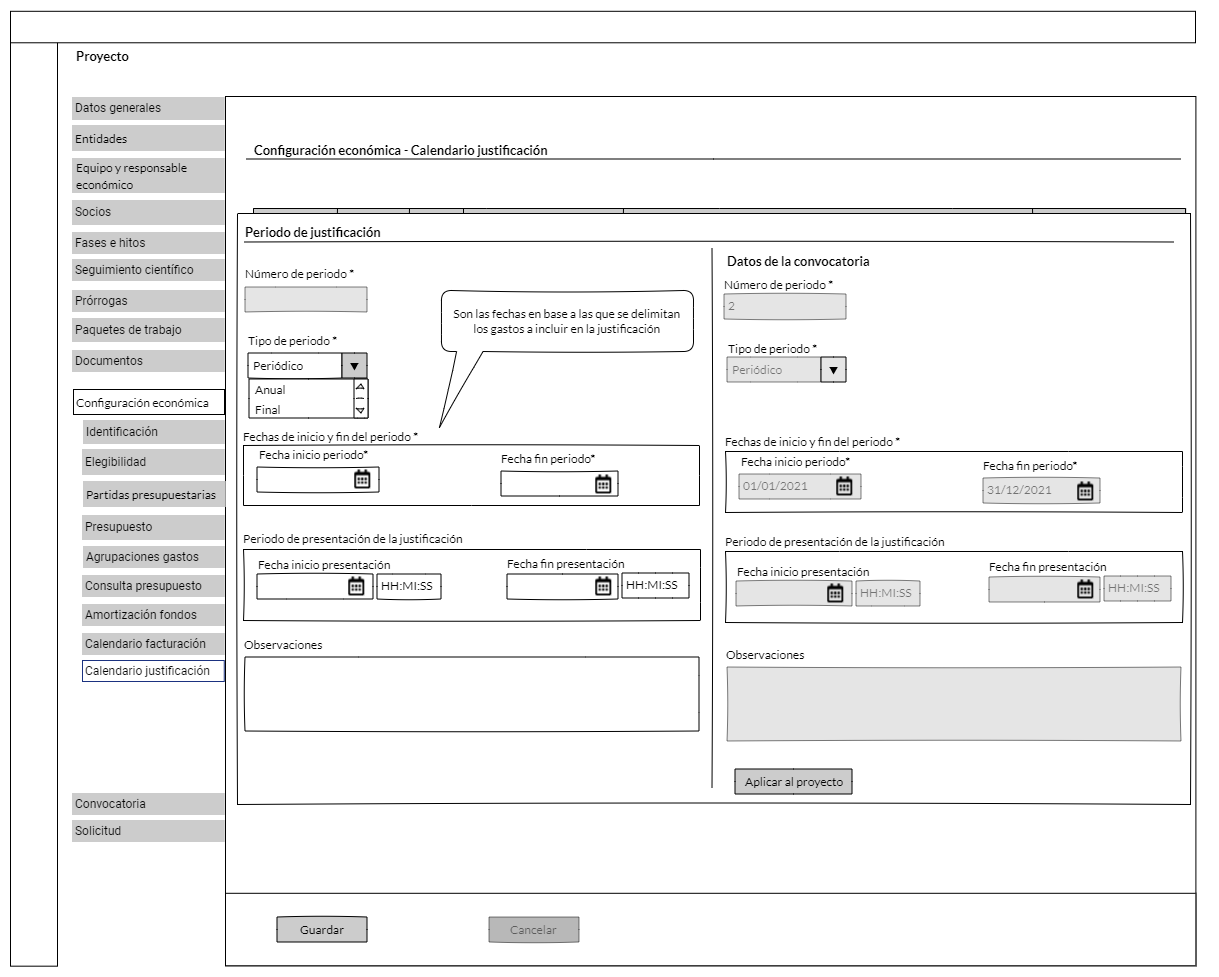 Proyecto
Datos generales
Entidades
Equipo y responsable
económico
Socios
Fases e hitos
Seguimiento científico
Prórrogas
Paquetes de trabajo
Documentos
Configuración económica
Identificación
Elegibilidad
Partidas presupuestarias
Presupuesto
Agrupaciones gastos
Consulta presupuesto
Amortización fondos
Calendario facturación
Calendario justificación
Convocatoria
Solicitud
Configuración económica - Calendario justificación
Periodo de justificación
Número de periodo *
Son las fechas en base a las que se delimitan
los gastos a incluir en la justificación
Tipo de periodo *
Periódico
Anual
Final
Fechas de inicio y fin del periodo *
Fecha inicio periodo*
Fecha fin periodo*
Periodo de presentación de la justificación
Fecha inicio presentación
HH:MI:SS
Fecha fin presentación
HH:MI:SS
Observaciones
Datos de la convocatoria
Número de periodo *
2
Tipo de periodo *
Periódico
Fechas de inicio y fin del periodo *
Fecha inicio periodo*
01/01/2021
Fecha fin periodo*
31/12/2021
Periodo de presentación de la justificación
Fecha inicio presentación
HH:MI:SS
Fecha fin presentación
HH:MI:SS
Observaciones
Aplicar al proyecto
Guardar
Cancelar